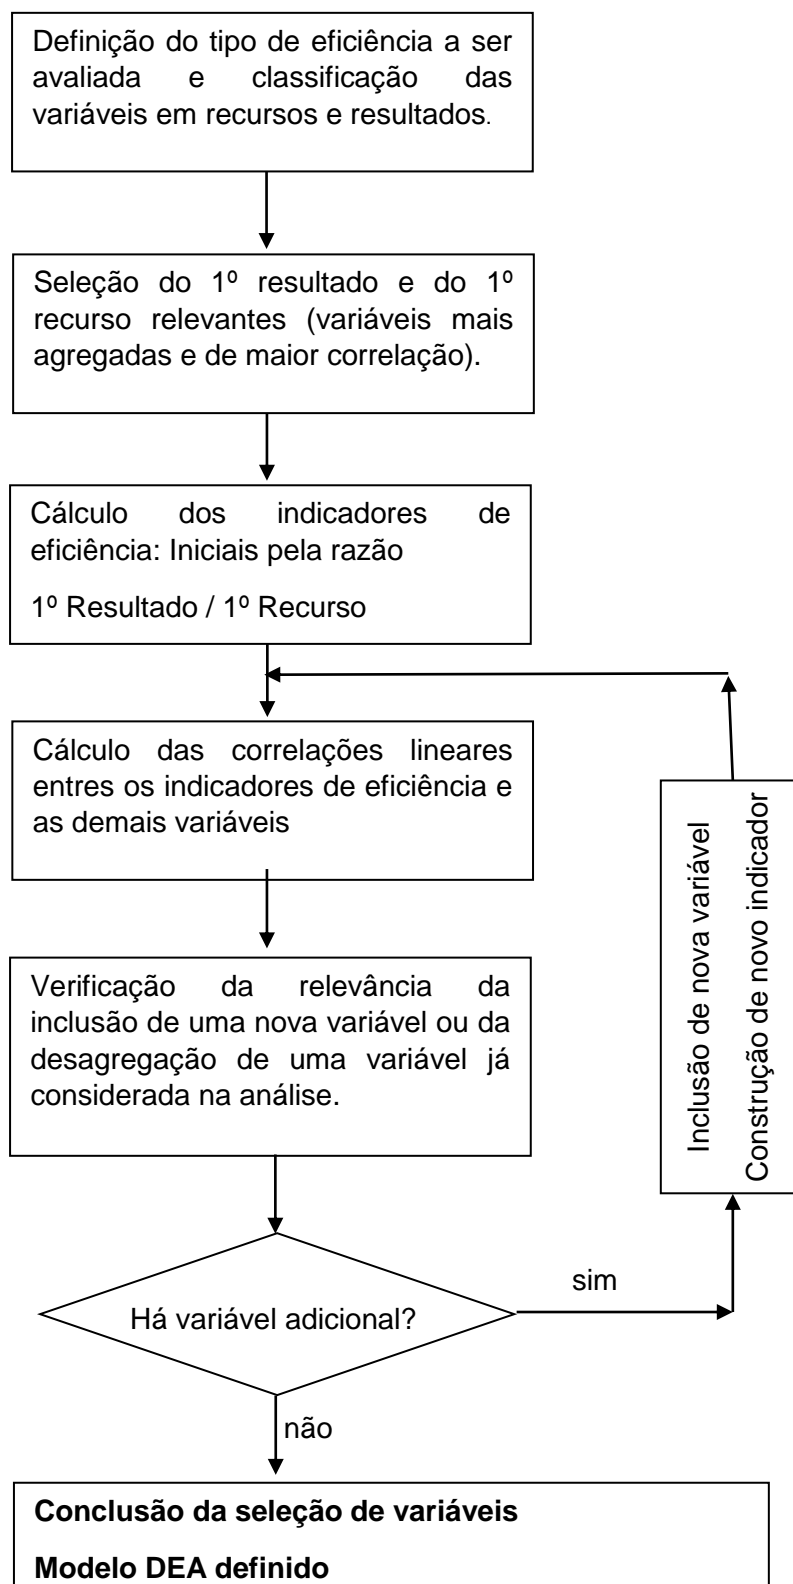 Definição do tipo de eficiência a ser
avaliada e classificação das
variáveis em recursos e resultados.
Seleção do 1º resultado e do 1º
recurso relevantes (variáveis mais
agregadas e de maior correlação).
Cálculo dos indicadores de
eficiência: Iniciais pela razão
1º Resultado / 1º Recurso
Cálculo das correlações lineares
entres os indicadores de eficiência e
as demais variáveis
Inclusão de nova variável
Construção de novo indicador
Verificação da relevância da
inclusão de uma nova variável ou da
desagregação de uma variável já
considerada na análise.
Há variável adicional?
sim
não
Conclusão da seleção de variáveis
Modelo DEA definido